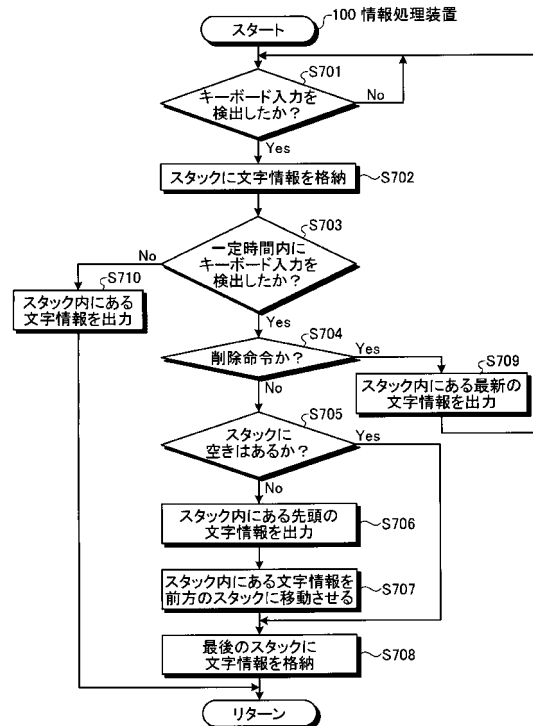 100 情報処理装置
スタート
S701
キーボード入力を
検出したか？
No
Yes
スタックに文字情報を格納
S702
S703
一定時間内に
キーボード入力を
検出したか？
No
S710
スタック内にある
文字情報を出力
Yes
S704
削除命令か？
Yes
S709
スタック内にある最新の
文字情報を出力
No
S705
スタックに
空きはあるか？
Yes
No
スタック内にある先頭の
文字情報を出力
S706
スタック内にある文字情報を
前方のスタックに移動させる
S707
最後のスタックに
文字情報を格納
S708
リターン